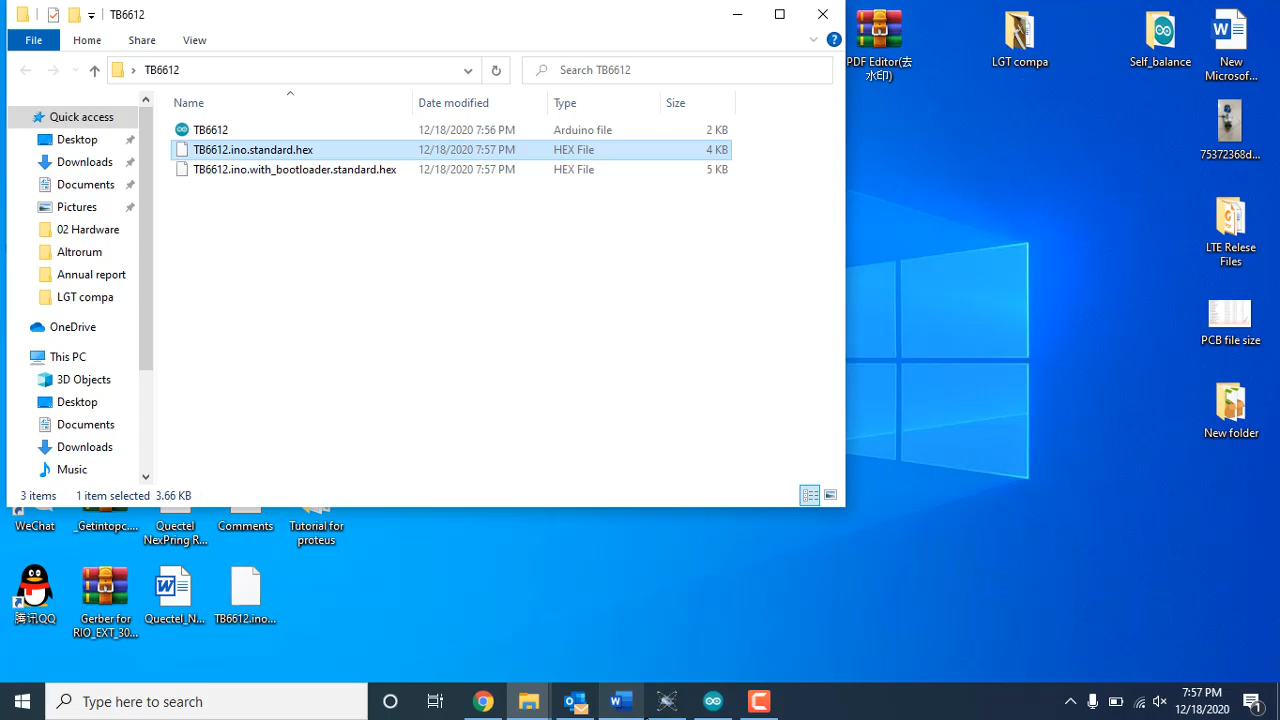 TB6612
File
Home
Share
View
TB6612
Search TB6612
Name
Date modified
Type
Size
TB6612
12/18/2020 7:56 PM
Arduino file
2 KB
TB6612.ino.standard.hex
12/18/2020 7:57 PM
HEX File
4 KB
TB6612.ino.with_bootloader.standard.hex
12/18/2020 7:57 PM
HEX File
5 KB
Quick access
Desktop
Downloads
Documents
Pictures
02 Hardware
Altrorum
Annual report
LGT compa
OneDrive
This PC
3D Objects
Desktop
Documents
Downloads
Music
3 items
1 item selected 3.66 KB
PDF Editor(去
水印)
LGT compa
Self_balance
New
Microsof...
75372368d...
LTE Relese
Files
PCB file size
New folder
WeChat
_Getintopc....
Quectel
NexPring R...
Comments
Tutorial for
proteus
腾讯QQ
Gerber for
RIO_EXT_30...
Quectel_N...
TB6612.ino...
Type here to search
7:57 PM
12/18/2020
1